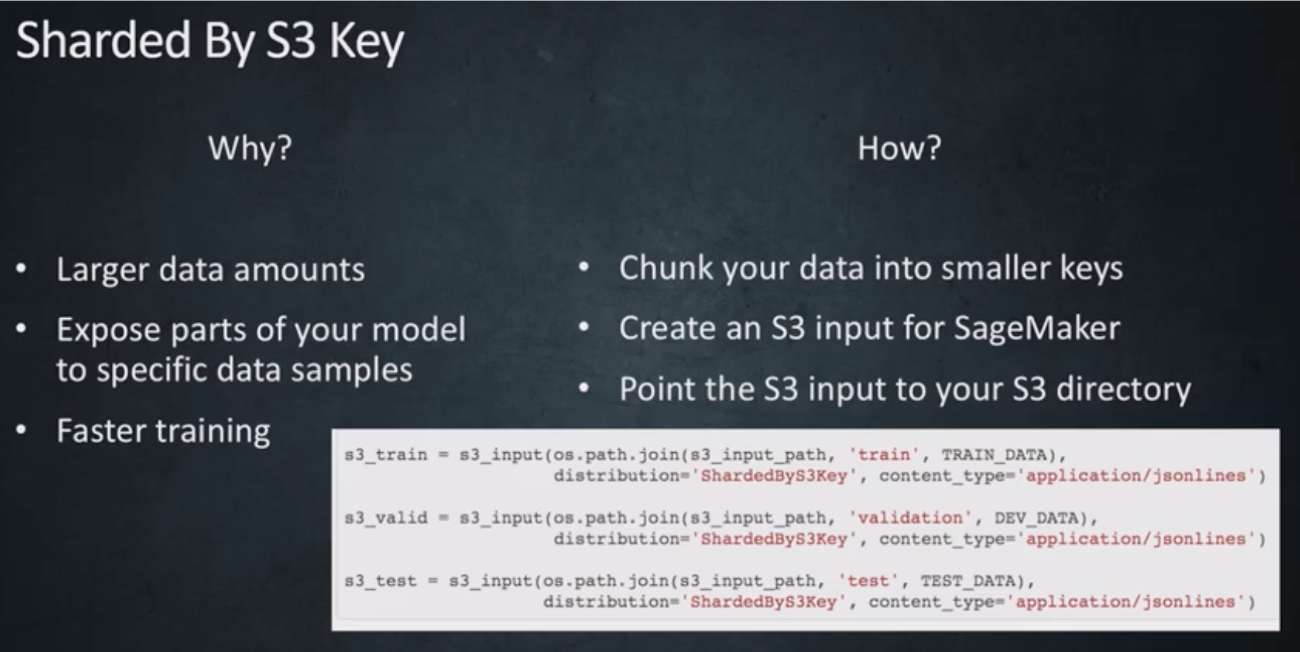 Sharded By S3 Key
Why?
• Larger data amounts
• Expose parts of your model
to specific data samples
• Faster training
How?
• Chunk your data into smaller keys
• Create an S3 input for SageMaker
• Point the S3 input to your S3 directory
s3_train = s3_input(os.path.join(s3_input_path, 'train', TRAIN_DATA),
distribution='ShardedByS3Key', content_type='application/jsonlines')
s3_valid = s3_input(os.path.join(s3_input_path, 'validation', DEV_DATA),
distribution='ShardedByS3Key', content_type='application/jsonlines')
s3_test = s3_input(os.path.join(s3_input_path, 'test', TEST_DATA),
distribution='ShardedByS3Key', content_type='application/jsonlines')